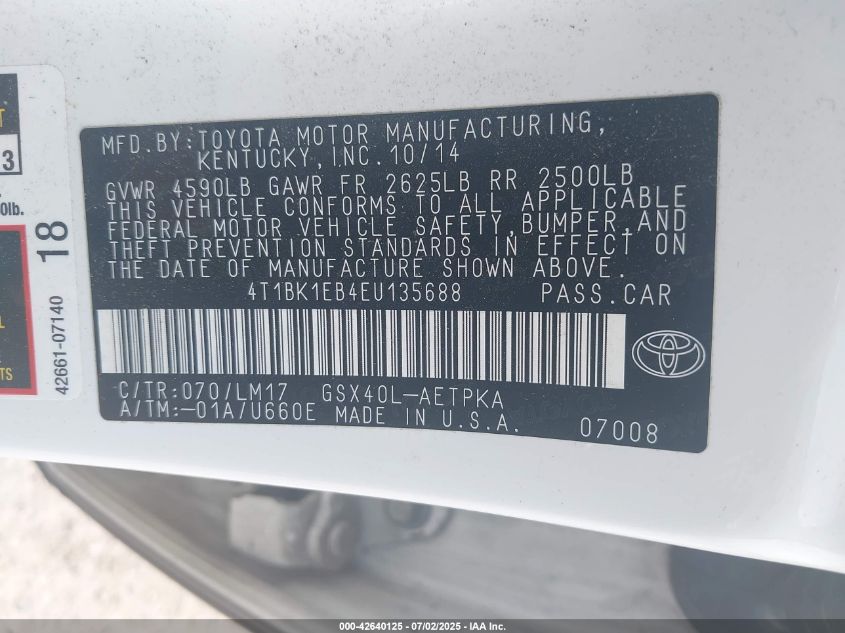 MFD.BY:TOYOTA MOTOR MANUFACTURING,
KENTUCKY,INC. 10/14
GVWR 4590LB GAWR FR 2625LB RR 2500LB
THIS VEHICLE CONFORMS TO ALL APPLICABLE
FEDERAL MOTOR VEHICLE SAFETY,BUMPER,AND
THEFT PREVENTION STANDARDS IN EFFECT ON
THE DATE OF MANUFACTURE SHOWN ABOVE.
4T1BK1EB4EU135688 PASS.CAR
C/TR:070/LM17 GSX40L-AETPKA
A/TM:-01A/U660E MADE IN U.S.A.
07008
3
0lb.
TS
18
42661-07140
000-42640125 - 07/02/2025 - IAA Inc.